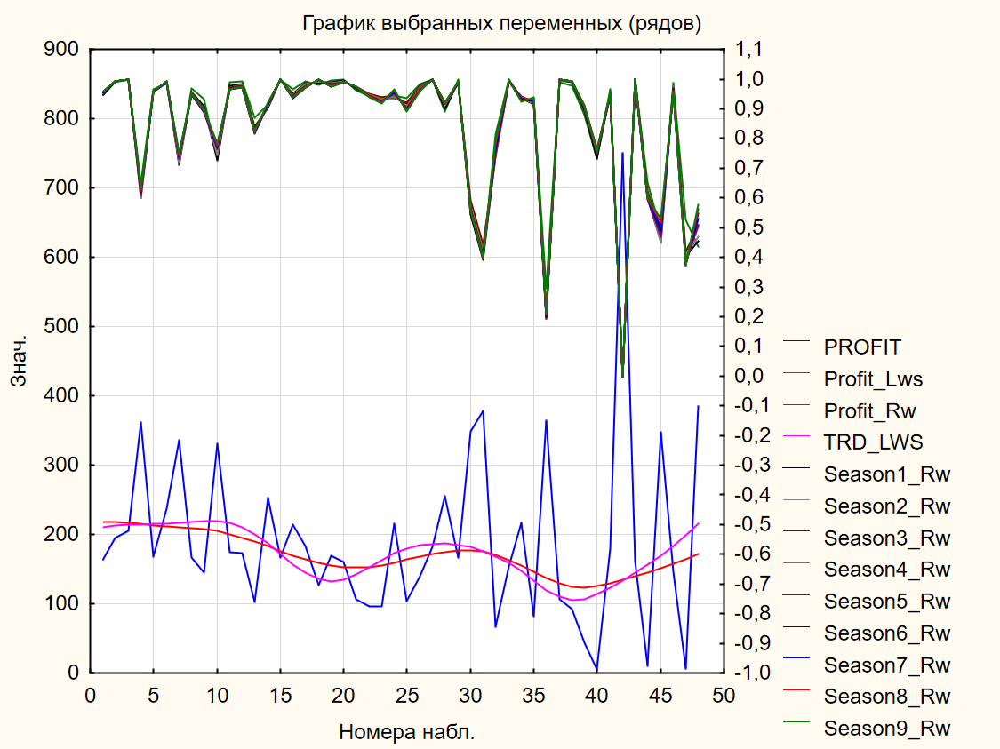 График выбранных переменных (рядов)
900
800
700
600
500
400
300
200
100
0
Знач.
0 5 10 15 20 25 30 35 40 45 50
Номера набл.
1,1
1,0
0,9
0,8
0,7
0,6
0,5
0,4
0,3
0,2
0,1
0,0
-0,1
-0,2
-0,3
-0,4
-0,5
-0,6
-0,7
-0,8
-0,9
-1,0
PROFIT
Profit_Lws
Profit_Rw
TRD_LWS
Season1_Rw
Season2_Rw
Season3_Rw
Season4_Rw
Season5_Rw
Season6_Rw
Season7_Rw
Season8_Rw
Season9_Rw